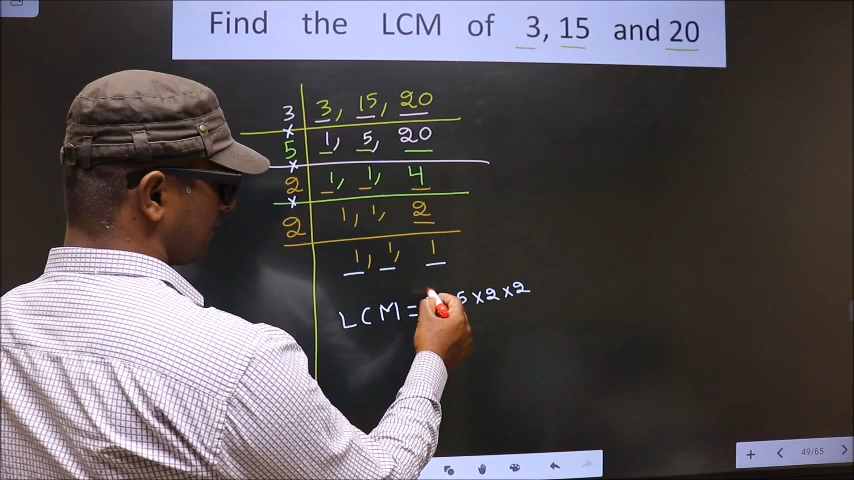 Find the LCM of 3, 15 and 20
3 3, 15, 20
× 
5 1, 5, 20
×
2 1, 1, 4
×
2 1, 1, 2
1, 1, 1
LCM = 5 × 2 × 2
+ < 49/65 >